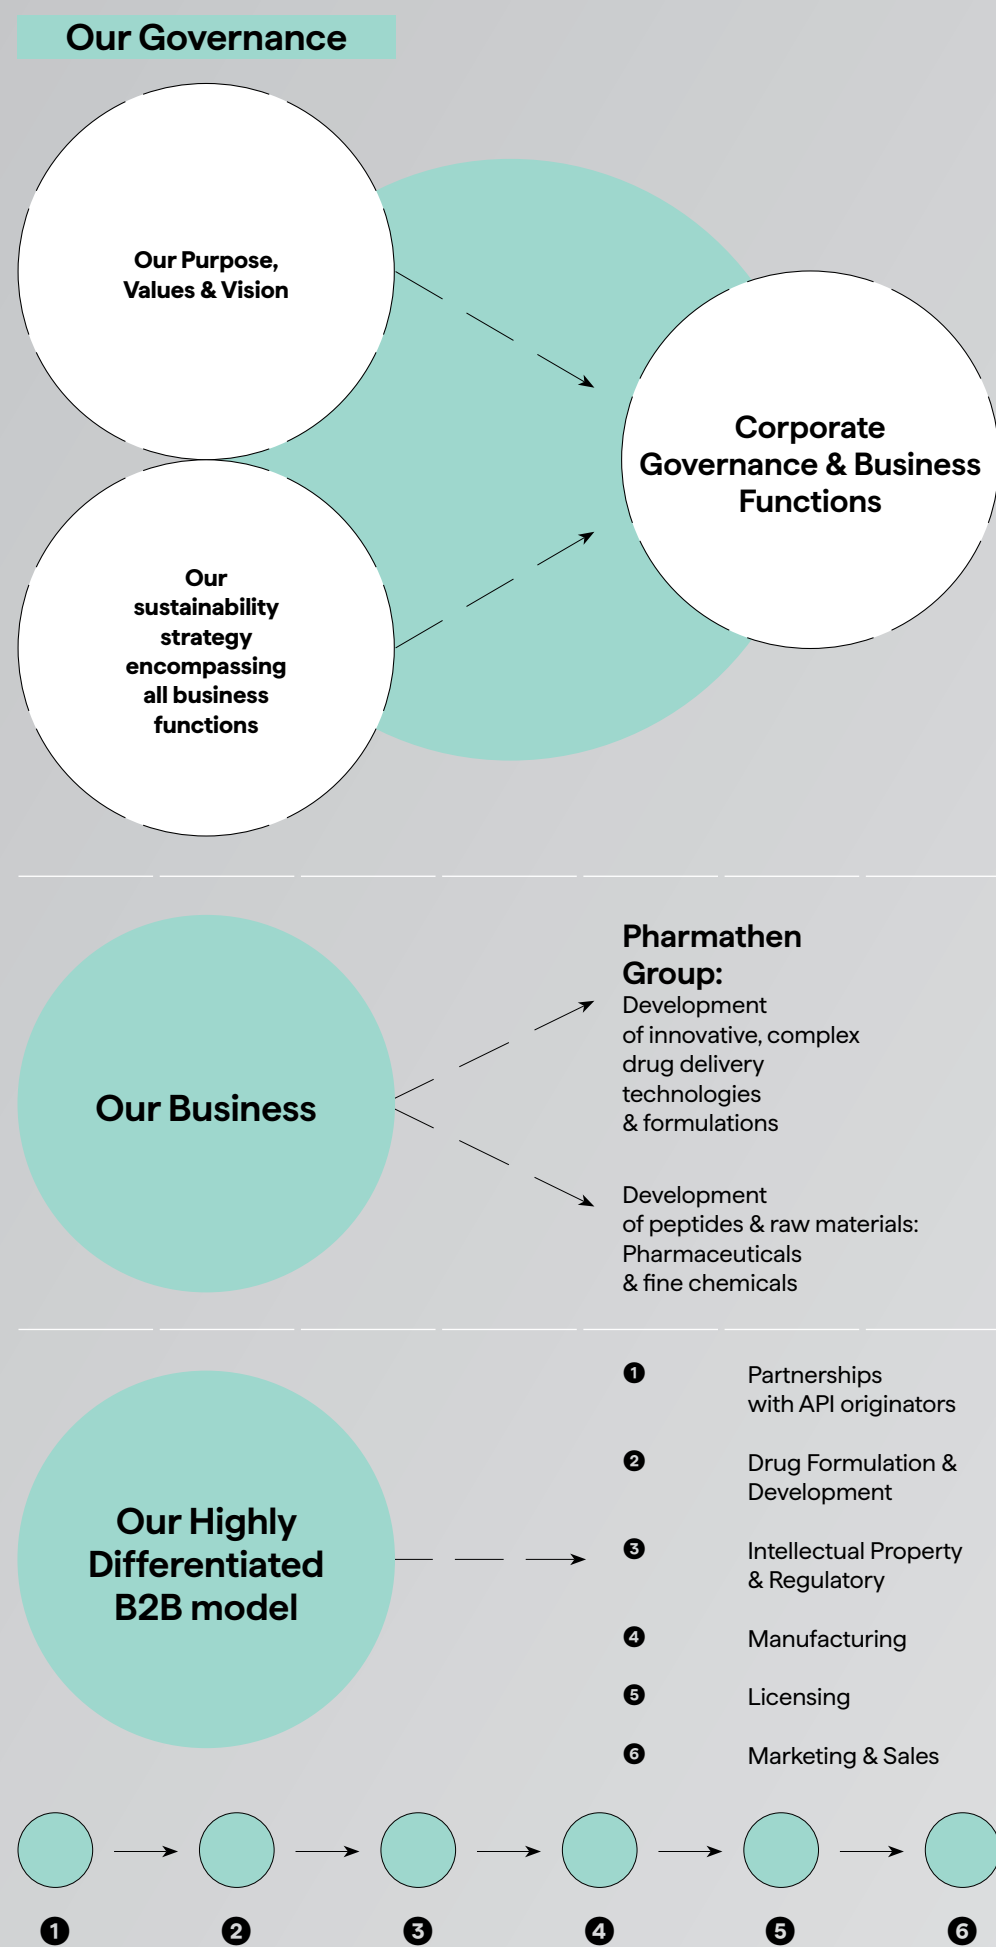 Our Governance
Our Purpose,
Values & Vision
Corporate
Governance & Business
Functions
Our
sustainability
strategy
encompassing
all business
functions
Our Business
Pharmathen
Group:
Development
of innovative, complex
drug delivery
technologies
& formulations
Development
of peptides & raw materials:
Pharmaceuticals
& fine chemicals
Our Highly
Differentiated
B2B model
1 Partnerships
with API originators
2 Drug Formulation &
Development
3 Intellectual Property
& Regulatory
4 Manufacturing
5 Licensing
6 Marketing & Sales
1 2 3 4 5 6